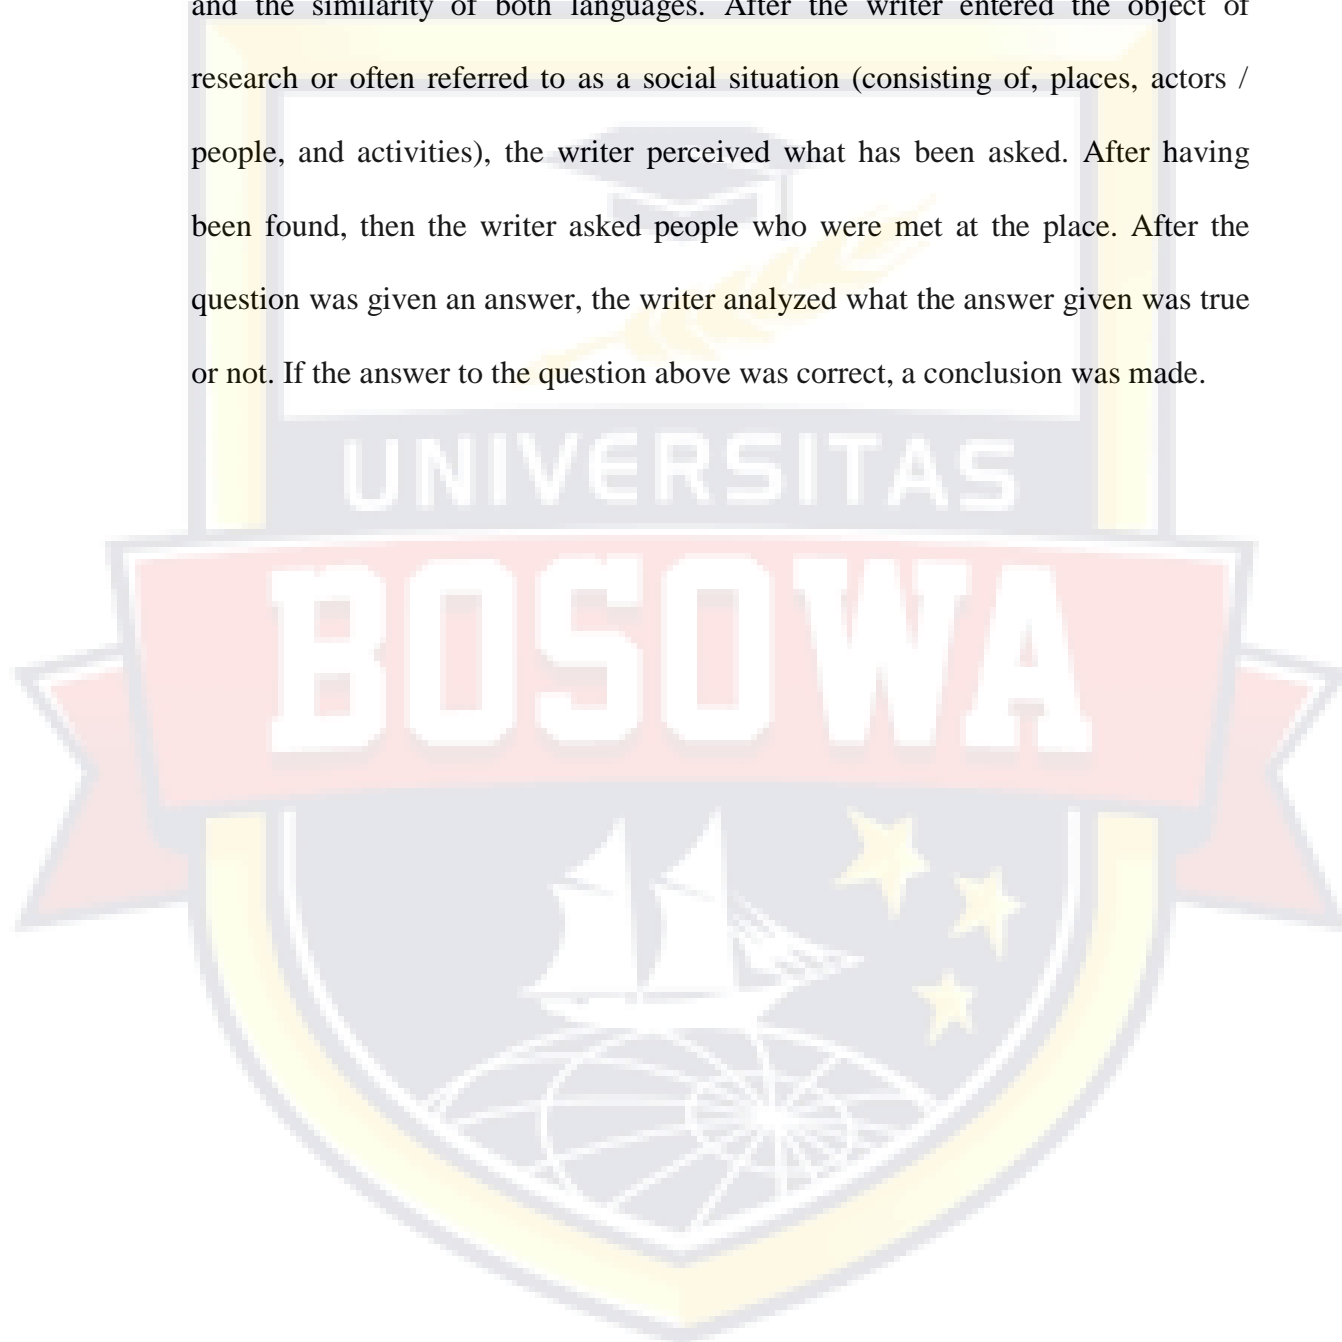 and the similarity of both languages. After the writer entered the object of
research or often referred to as a social situation (consisting of, places, actors /
people, and activities), the writer perceived what has been asked. After having
been found, then the writer asked people who were met at the place. After the
question was given an answer, the writer analyzed what the answer given was true
or not. If the answer to the question above was correct, a conclusion was made.
UNIVERSITAS
BOSOWA